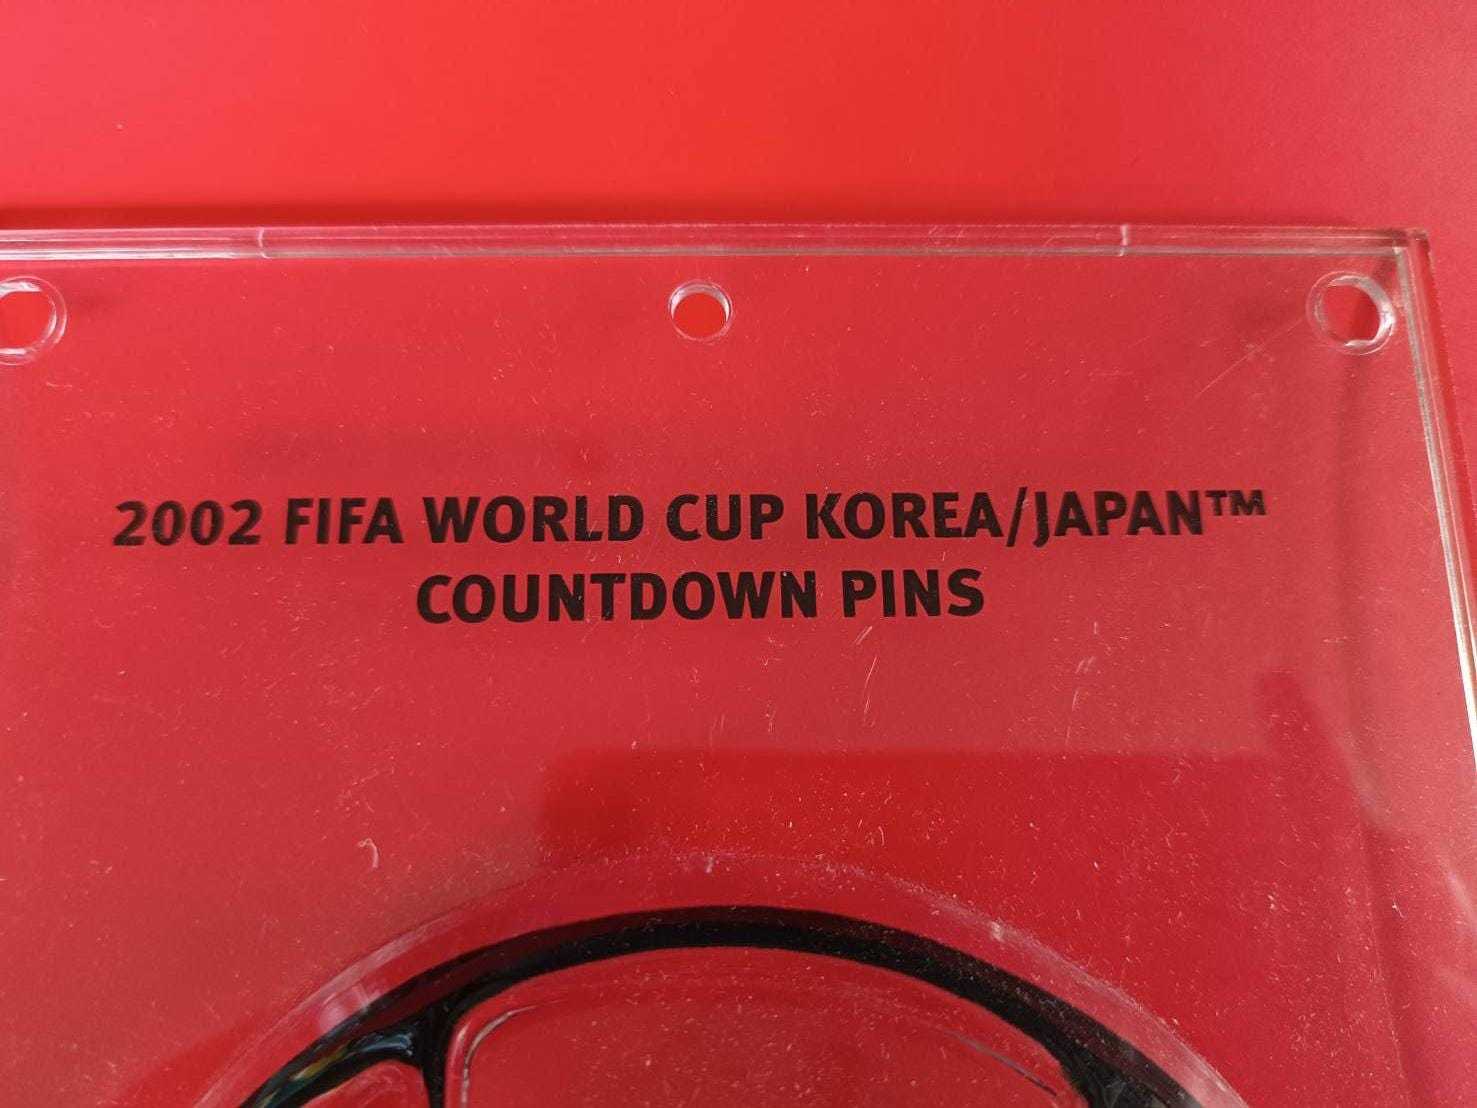 2002 FIFA WORLD CUP KOREA/JAPAN™
COUNTDOWN PINS